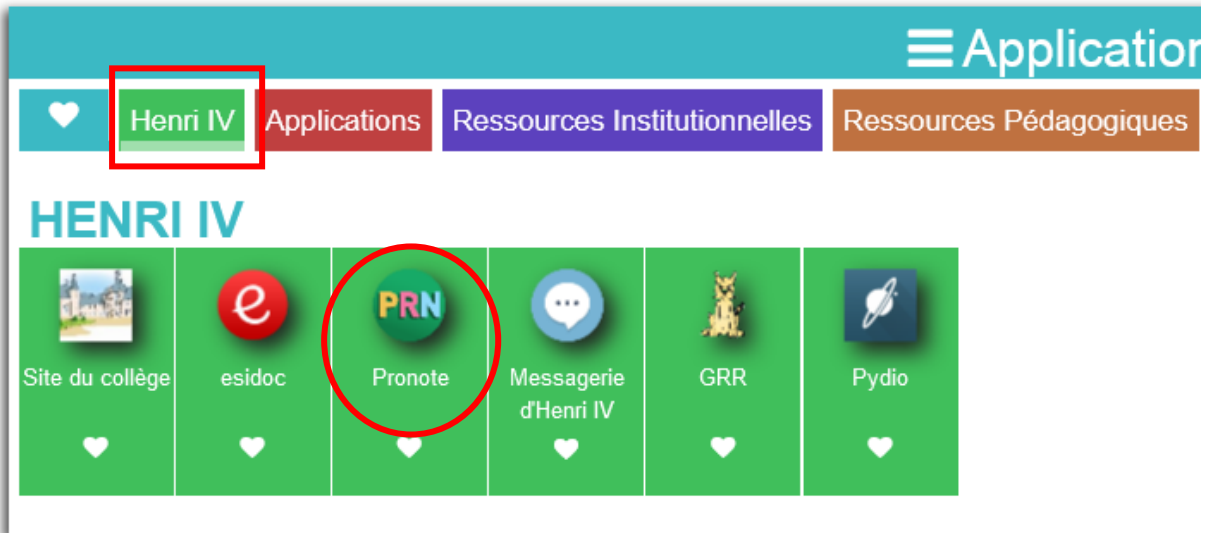 Application
Henri IV Applications Ressources Institutionnelles Ressources Pédagogiques
HENRI IV
e PRN
Site du collège esidoc Pronote Messagerie d'Henri IV GRR Pydio